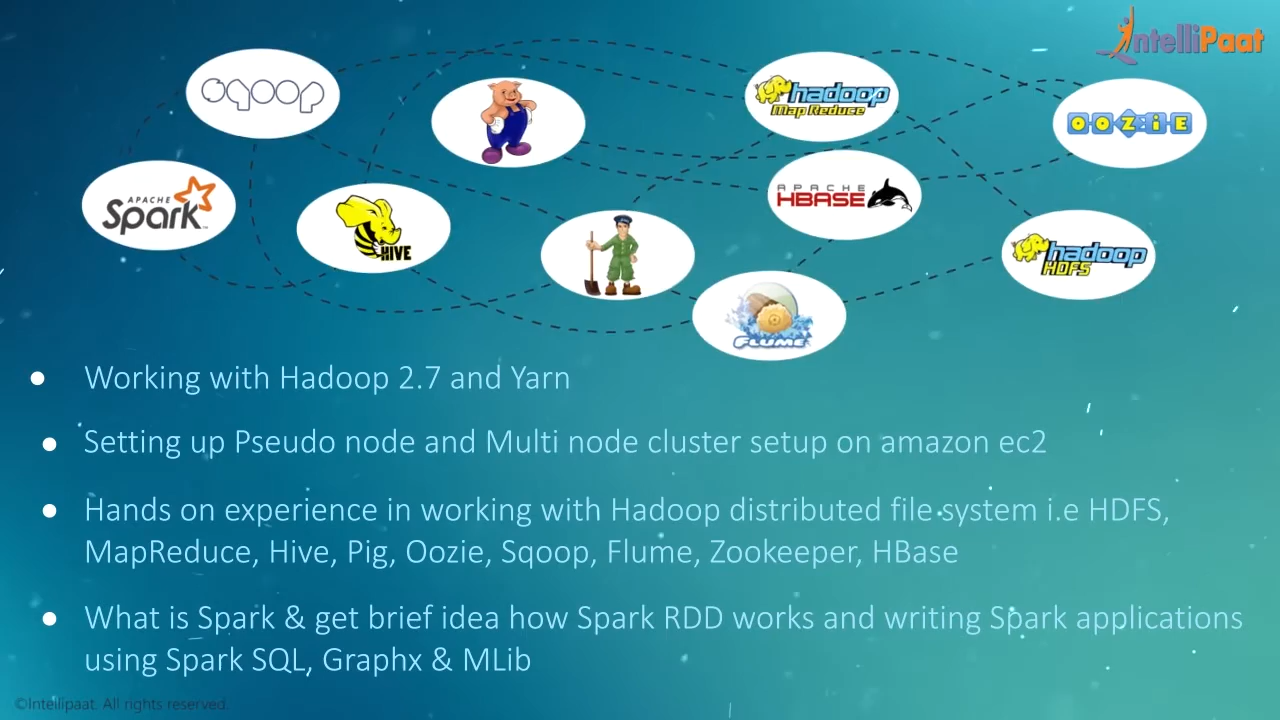 IntelliPaat
sqoop
hadoop
Map Reduce
OOZiE
APACHE
Spark™
HIVE
APACHE
HBASE
hadoop
HDFS
FLUME
● Working with Hadoop 2.7 and Yarn
● Setting up Pseudo node and Multi node cluster setup on amazon ec2
● Hands on experience in working with Hadoop distributed file system i.e HDFS,
MapReduce, Hive, Pig, Oozie, Sqoop, Flume, Zookeeper, HBase
● What is Spark & get brief idea how Spark RDD works and writing Spark applications
using Spark SQL, Graphx & MLib
©Intellipaat. All rights reserved.